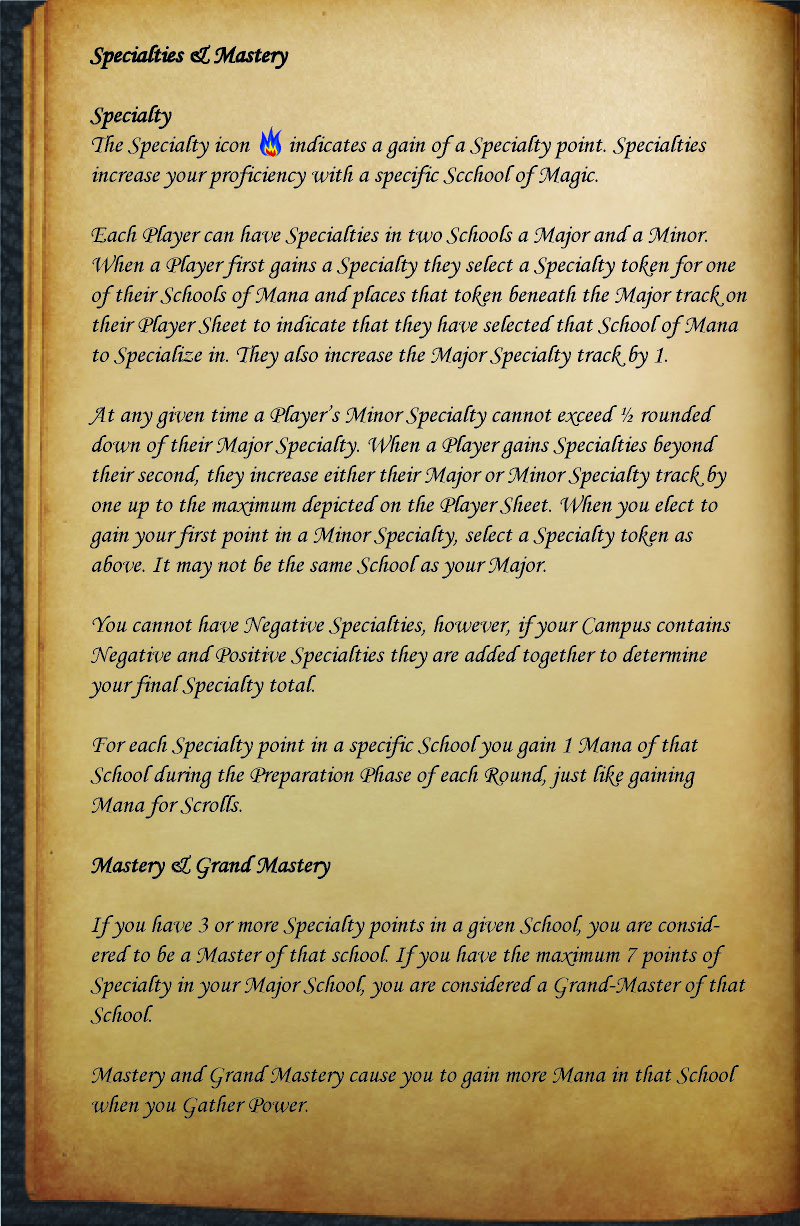 Specialties & Mastery
Specialty
The Specialty icon indicates a gain of a Specialty point. Specialties
increase your proficiency with a specific Scchool of Magic.
Each Player can have Specialties in two Schools a Major and a Minor.
When a Player first gains a Specialty they select a Specialty token for one
of their Schools of Mana and places that token beneath the Major track on
their Player Sheet to indicate that they have selected that School of Mana
to Specialize in. They also increase the Major Specialty track by 1.
At any given time a Player's Minor Specialty cannot exceed ½ rounded
down of their Major Specialty. When a Player gains Specialties beyond
their second, they increase either their Major or Minor Specialty track by
one up to the maximum depicted on the Player Sheet. When you elect to
gain your first point in a Minor Specialty, select a Specialty token as
above. It may not be the same School as your Major.
You cannot have Negative Specialties, however, if your Campus contains
Negative and Positive Specialties they are added together to determine
your final Specialty total.
For each Specialty point in a specific School you gain 1 Mana of that
School during the Preparation Phase of each Round, just like gaining
Mana for Scrolls.
Mastery & Grand Mastery
If you have 3 or more Specialty points in a given School, you are consid-
ered to be a Master of that school. If you have the maximum 7 points of
Specialty in your Major School, you are considered a Grand-Master of that
School.
Mastery and Grand Mastery cause you to gain more Mana in that School
when you Gather Power.